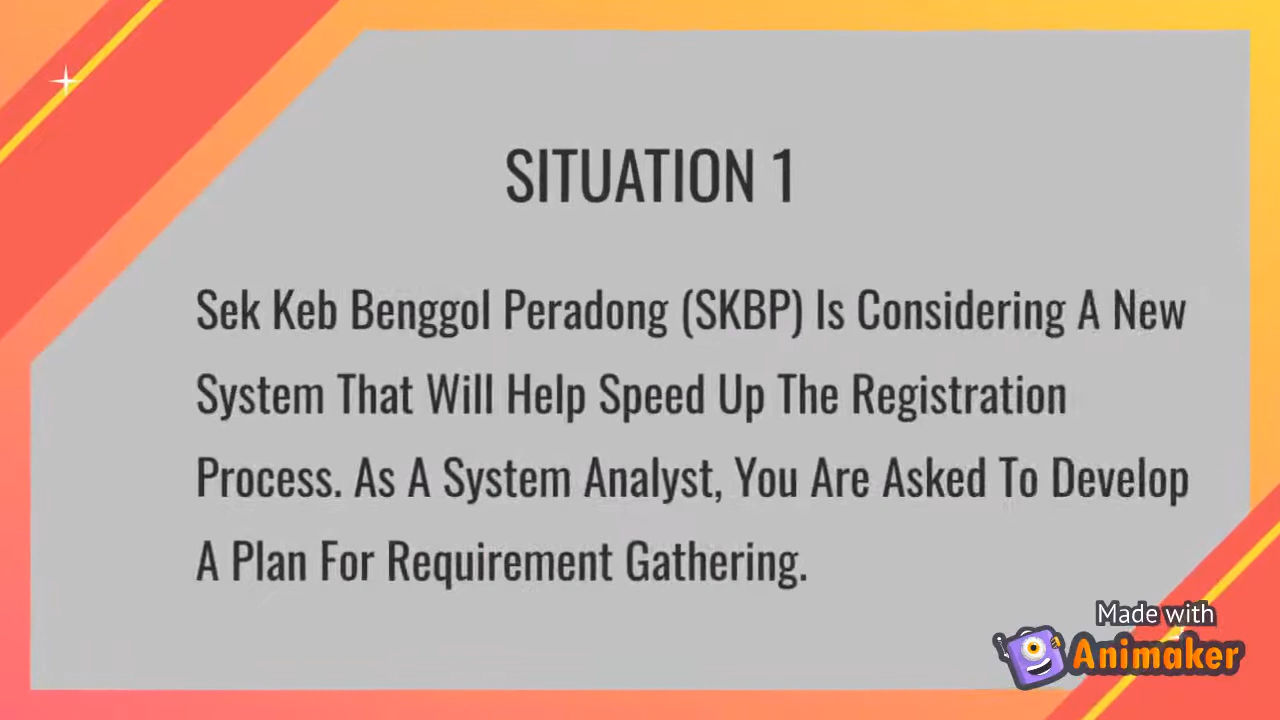 SITUATION 1
Sek Keb Benggol Peradong (SKBP) Is Considering A New
System That Will Help Speed Up The Registration
Process. As A System Analyst, You Are Asked To Develop
A Plan For Requirement Gathering.
Made with
Animaker